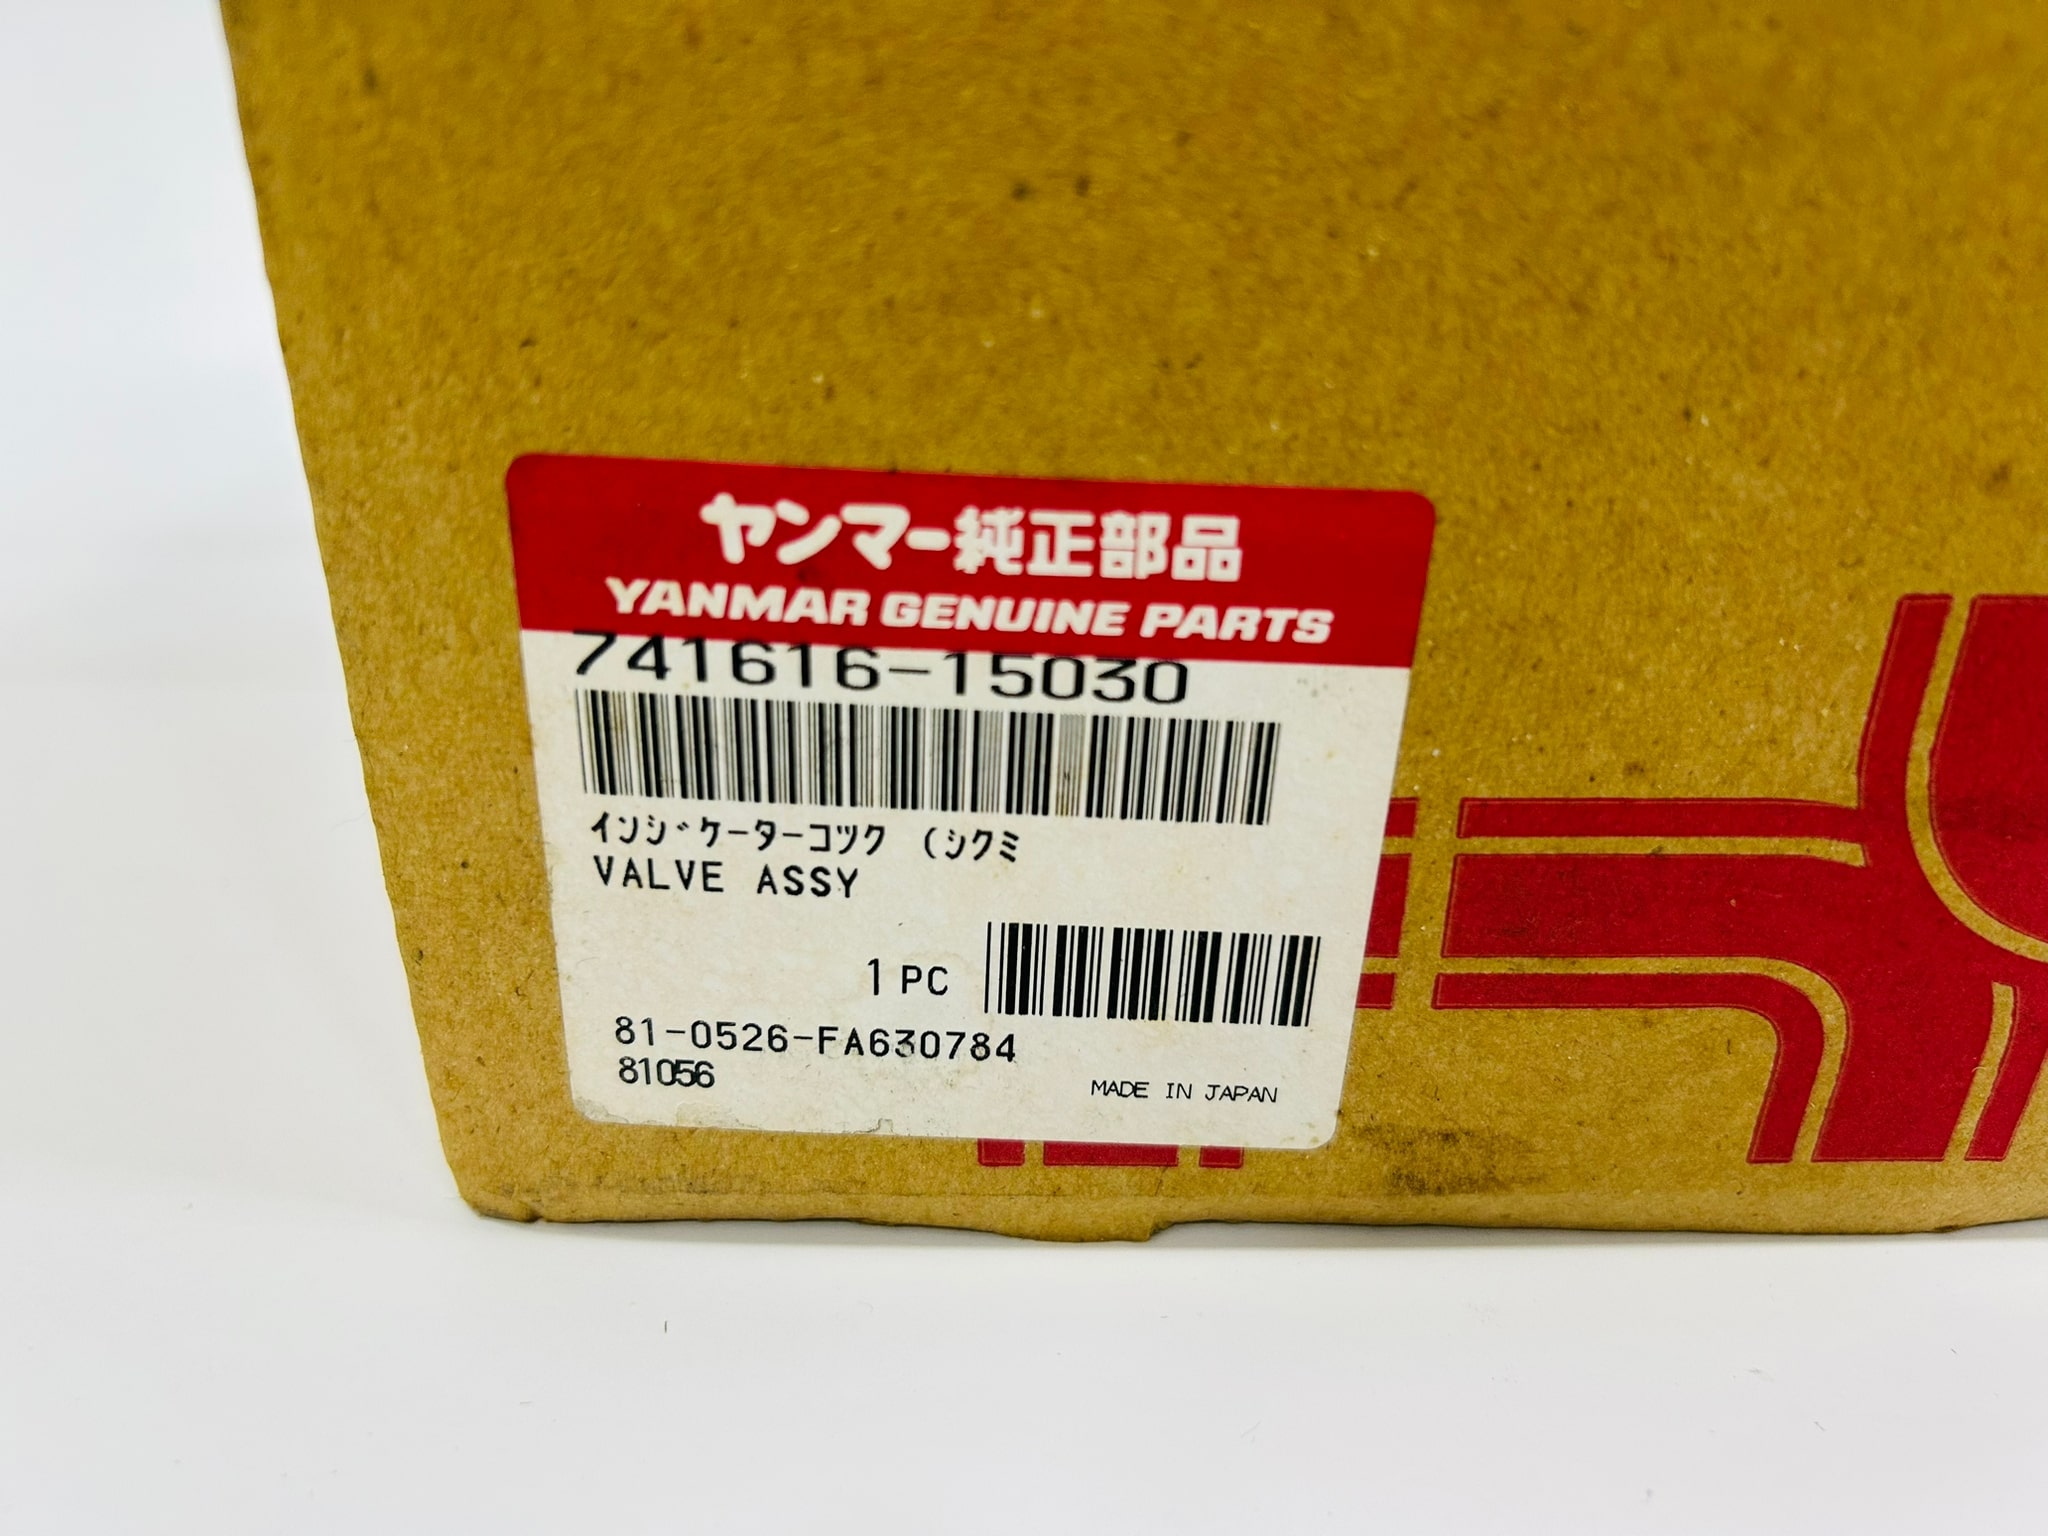 ヤンマー純正部品
YANMAR GENUINE PARTS
741616-15030
インジケーターコツク (シクミ
VALVE ASSY
1 PC
81-0526-FA630784
81056
MADE IN JAPAN